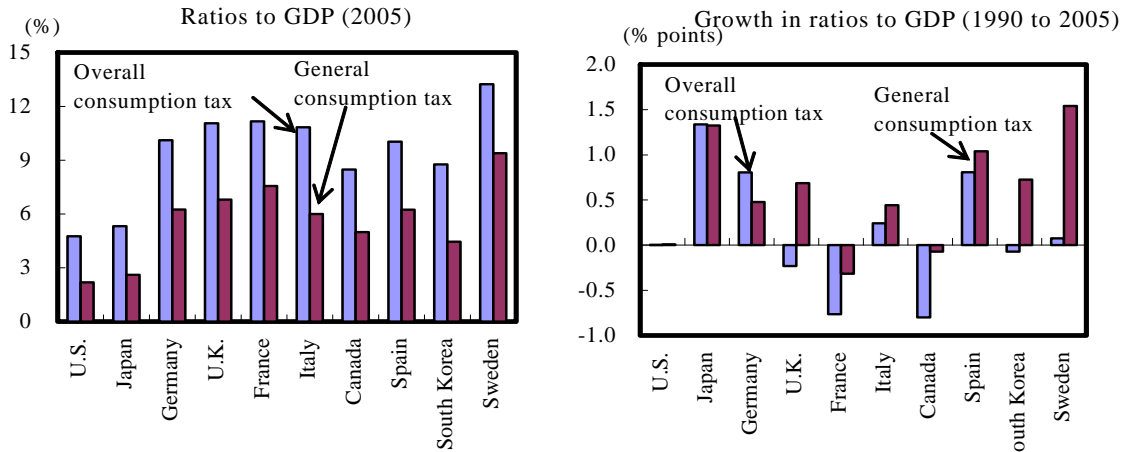 Ratios to GDP (2005)
(%)
15
12
9
6
3
0
Overall
consumption tax
General
consumption tax
U.S.
Japan
Germany
U.K.
France
Italy
Canada
Spain
South Korea
Sweden
Growth in ratios to GDP (1990 to 2005)
(% points)
2.0
1.5
1.0
0.5
0.0
-0.5
-1.0
Overall
consumption tax
General
consumption tax
U.S.
Japan
Germany
U.K.
France
Italy
Canada
Spain
outh Korea
Sweden